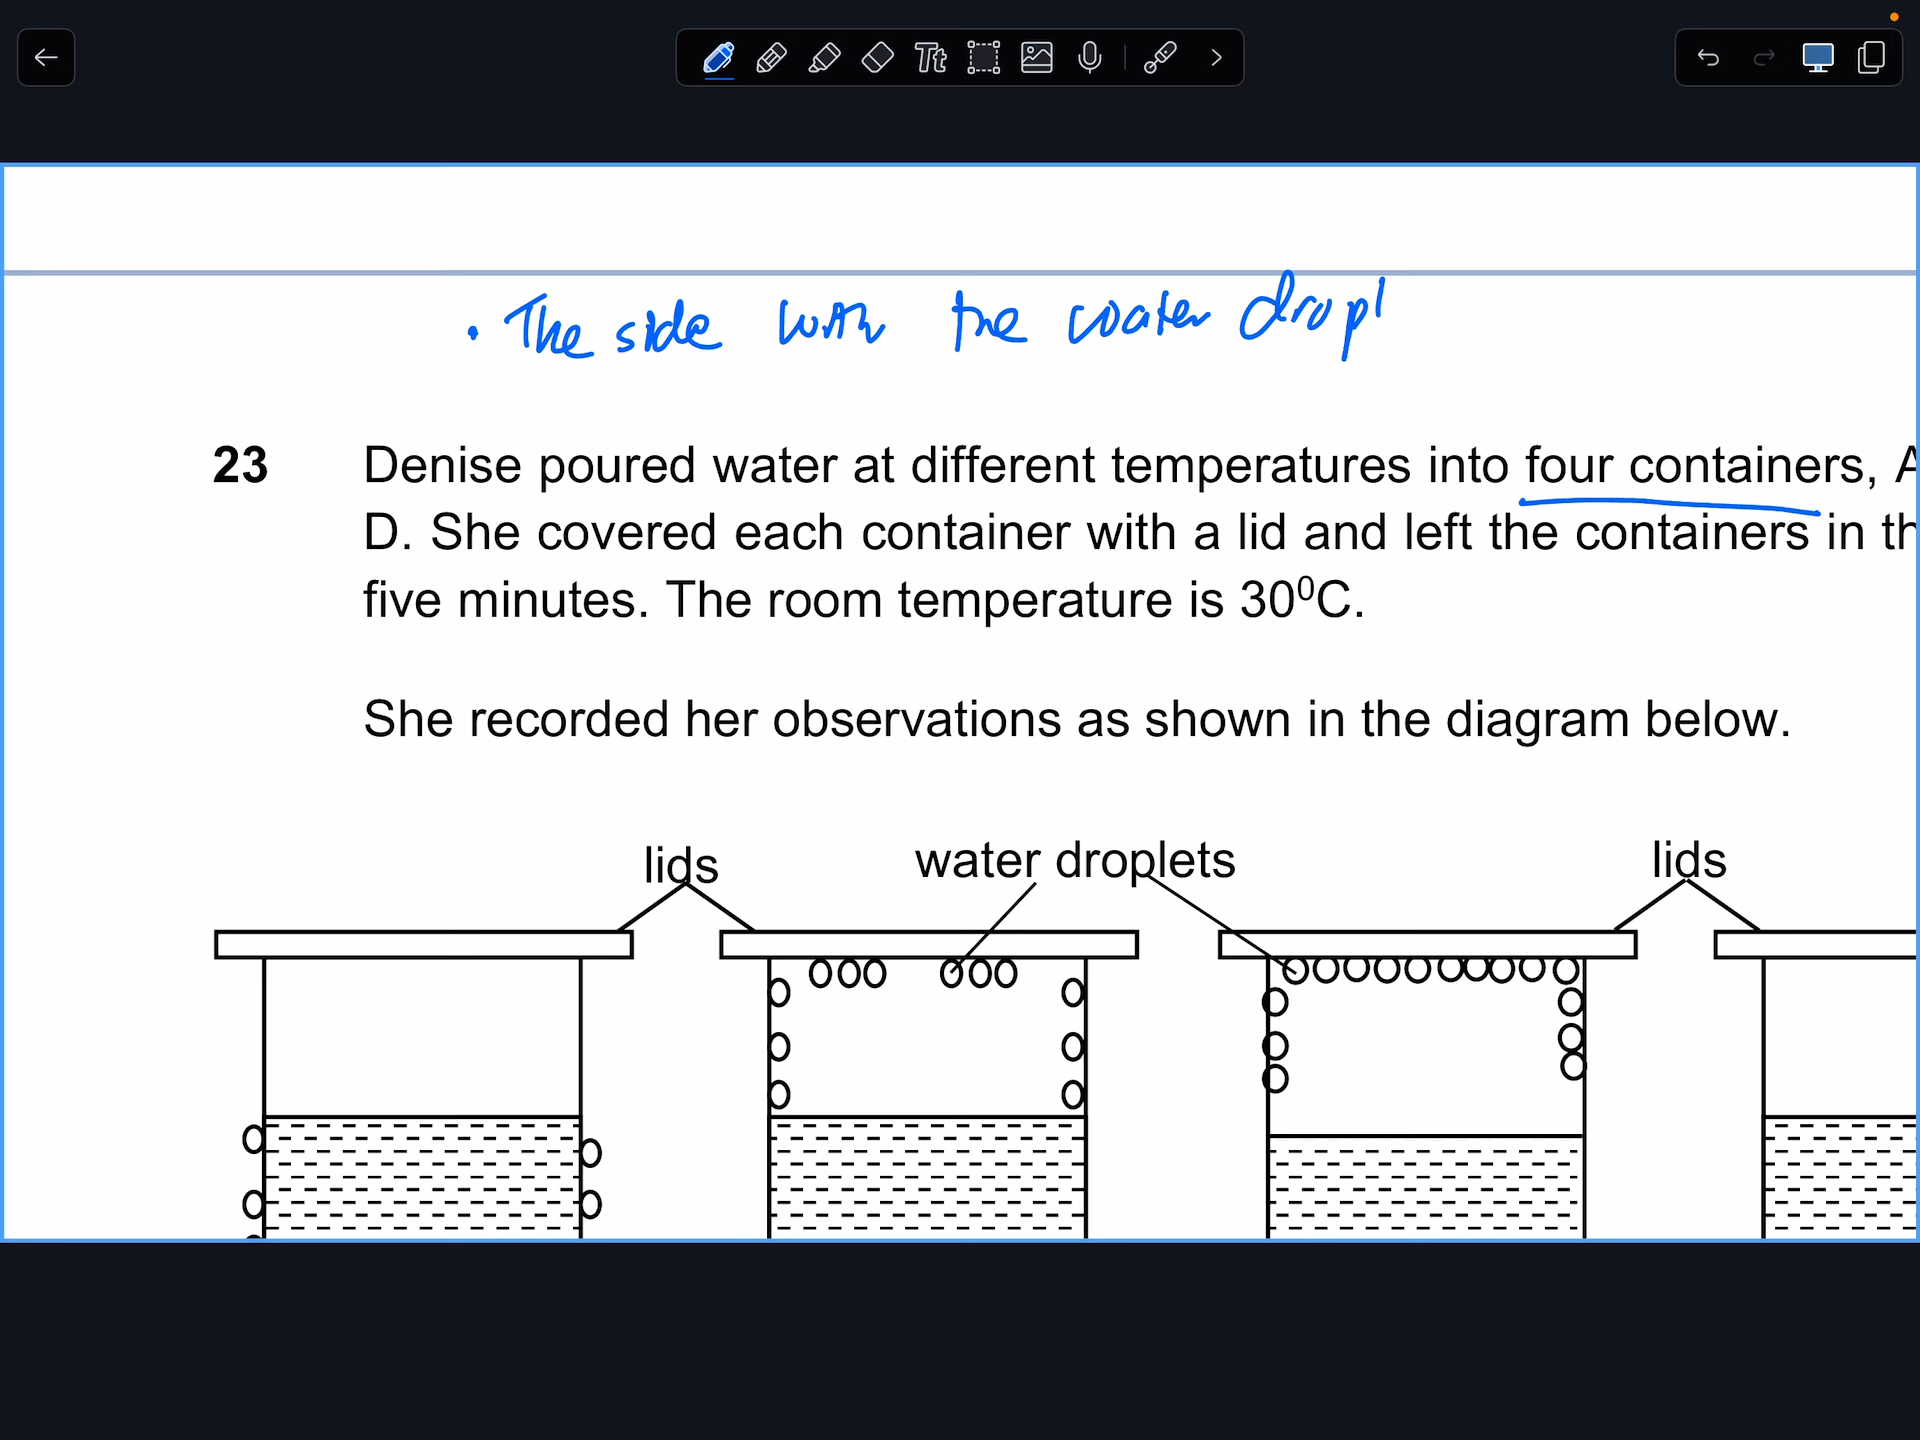 Tt
• The side with the water dropl
23 Denise poured water at different temperatures into four containers, A
D. She covered each container with a lid and left the containers in th
five minutes. The room temperature is 30⁰C.
She recorded her observations as shown in the diagram below.
lids water droplets lids